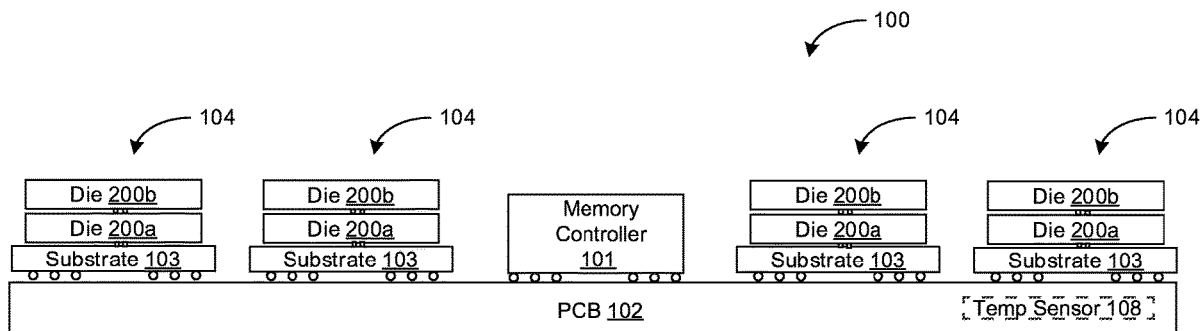 100
104
104
104
104
Die 200b
Die 200b
Die 200b
Die 200b
Memory
Controller
101
Die 200a
Die 200a
Die 200a
Die 200a
Substrate 103
Substrate 103
Substrate 103
Substrate 103
PCB 102
Temp Sensor 108